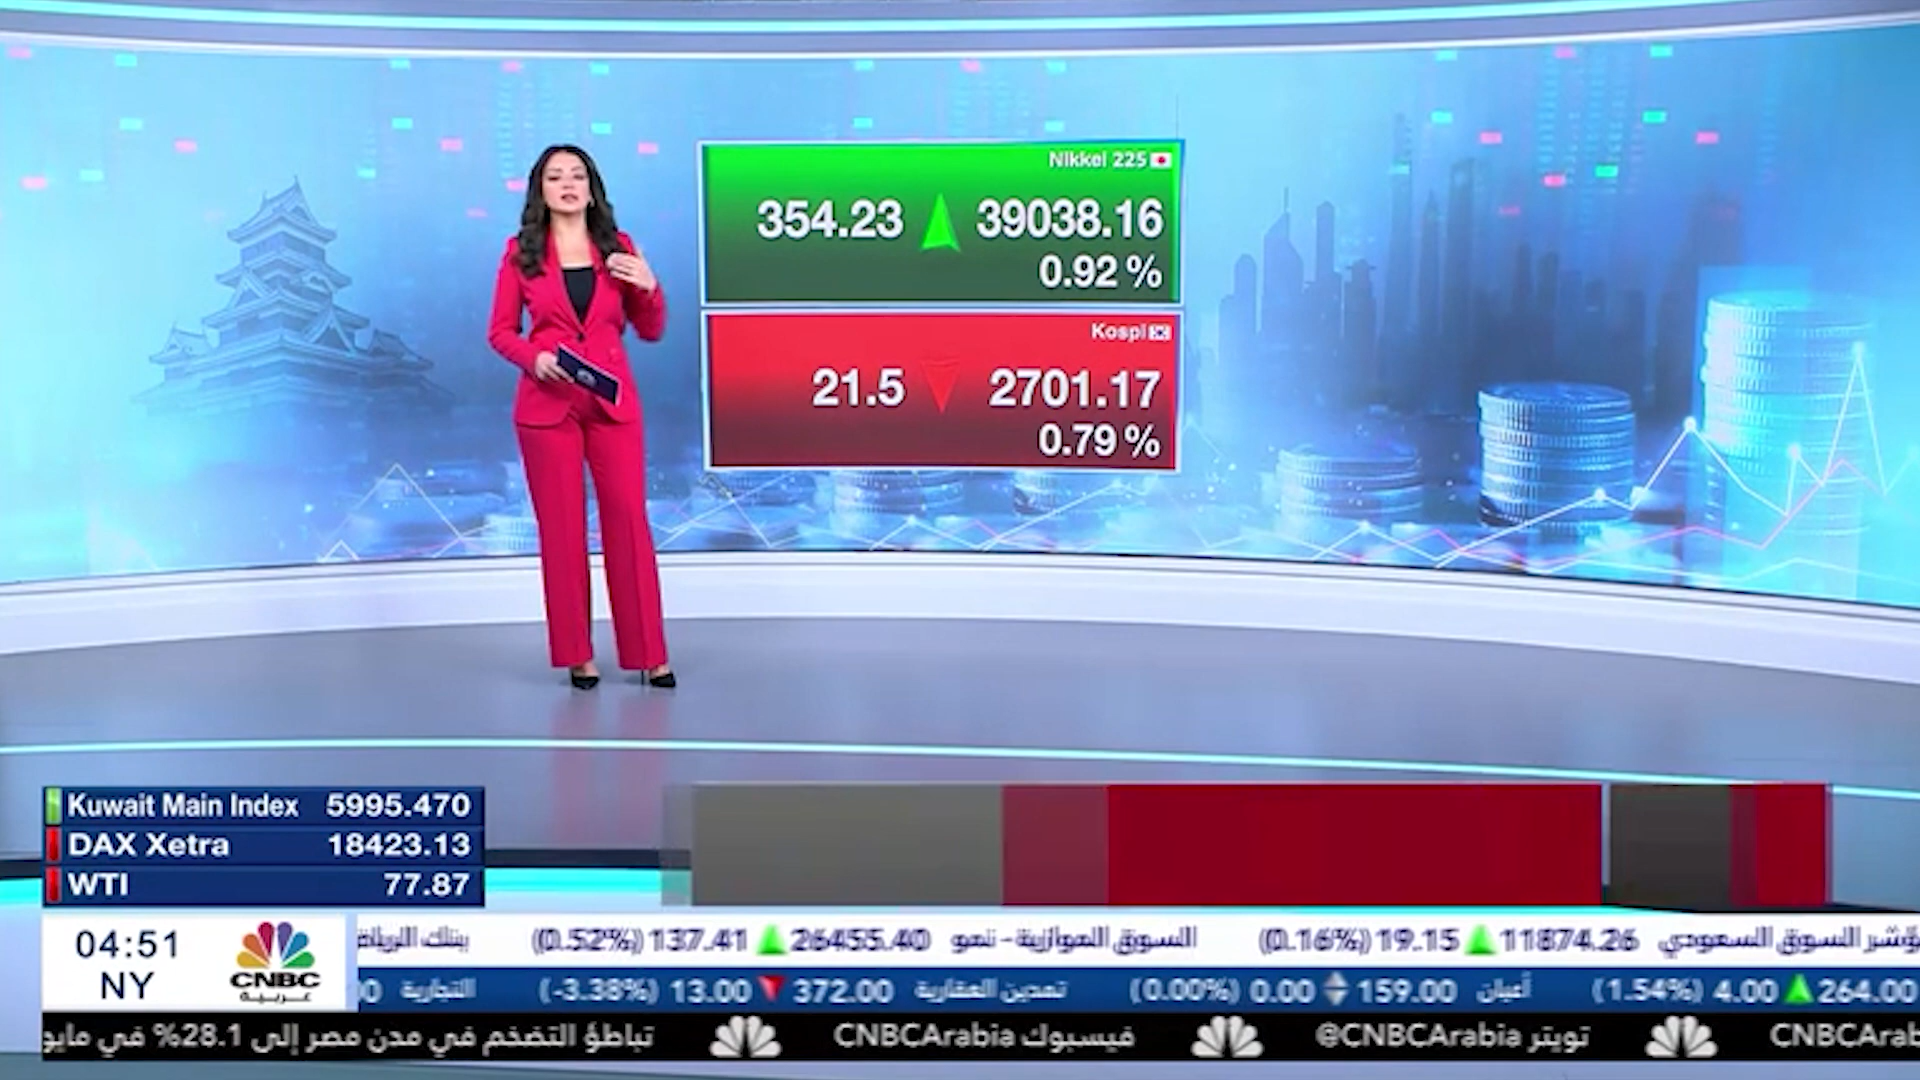 Nikkei 225
354.23 39038.16
0.92 %
Kospi
21.5 2701.17
0.79 %
Kuwait Main Index 5995.470
DAX Xetra 18423.13
WTI 77.87
04:51
NY
CNBC
عربية
مؤشر السوق السعودي 11874.26 19.15 (0.16%) السوق الموازية - نمو 26455.40 137.41 (0.52%) بنك الرياض
264.00 4.00 (1.54%) أعيان 159.00 0.00 (0.00%) تمدين العقارية 372.00 13.00 (-3.38%) التجارية
CNBCArab تويتر @CNBCArabia فيسبوك CNBCArabia تباطؤ التضخم في مدن مصر إلى 28.1% في مايو